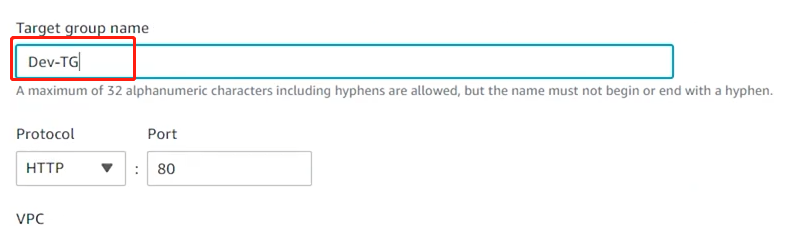 Target group name
Dev-TG
A maximum of 32 alphanumeric characters including hyphens are allowed, but the name must not begin or end with a hyphen.
Protocol Port
HTTP : 80
VPC